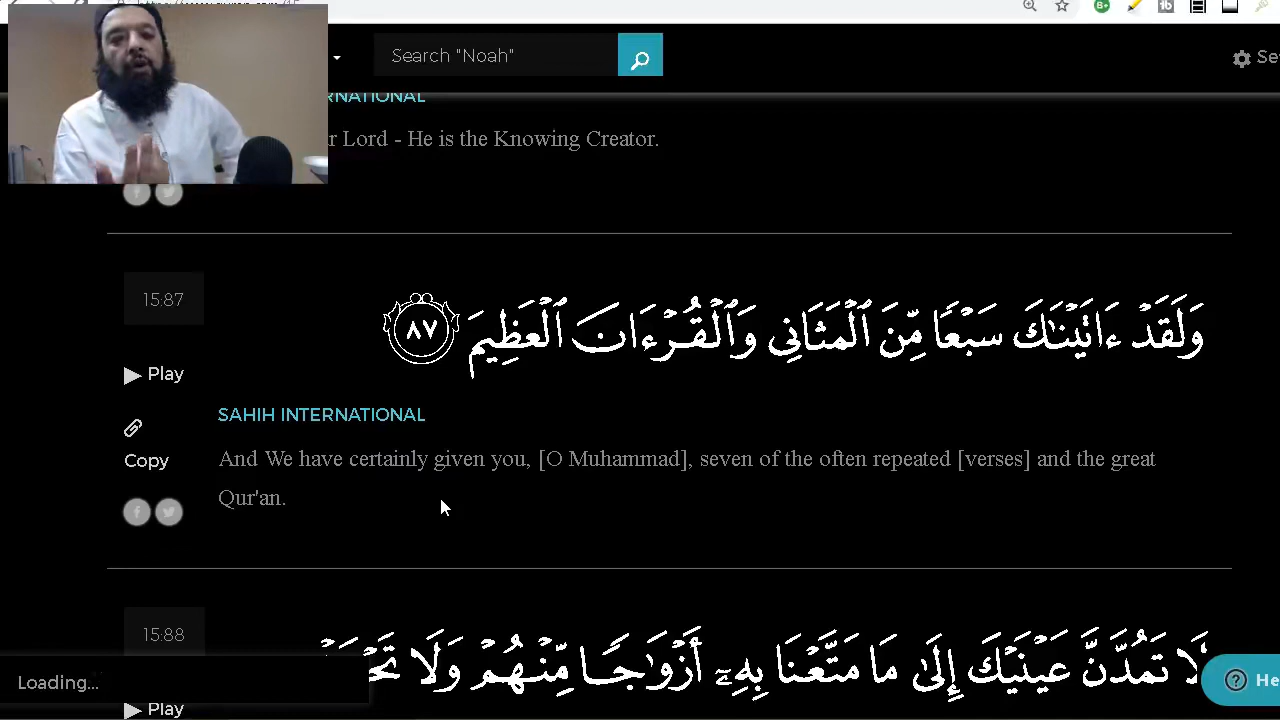 Search "Noah"
RNATIONAL
r Lord - He is the Knowing Creator.
15:87
وَلَقَدْ ءَاتَيْنَٰكَ سَبْعًا مِّنَ ٱلْمَثَانِى وَٱلْقُرْءَانَ ٱلْعَظِيمَ ٨٧
Play
SAHIH INTERNATIONAL
Copy
And We have certainly given you, [O Muhammad], seven of the often repeated [verses] and the great
Qur'an.
15:88
لَا تَمُدَّنَّ عَيْنَيْكَ إِلَىٰ مَا مَتَّعْنَا بِهِۦٓ أَزْوَٰجًا مِّنْهُمْ وَلَا
Loading...
He
Play